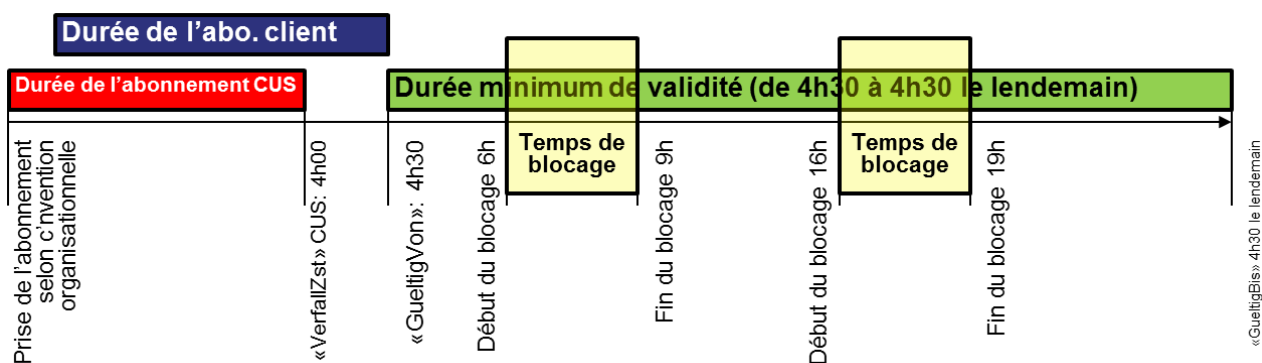 Durée de l’abo. client
Durée de l’abonnement CUS
Durée minimum de validité (de 4h30 à 4h30 le lendemain)
Temps de
blocage
Temps de
blocage
Prise de l’abonnement
selon c’nvention
organisationnelle
«VerfallZst» CUS: 4h00
«GueltigVon»: 4h30
Début du blocage 6h
Fin du blocage 9h
Début du blocage 16h
Fin du blocage 19h
«GueltigBis» 4h30 le lendemain